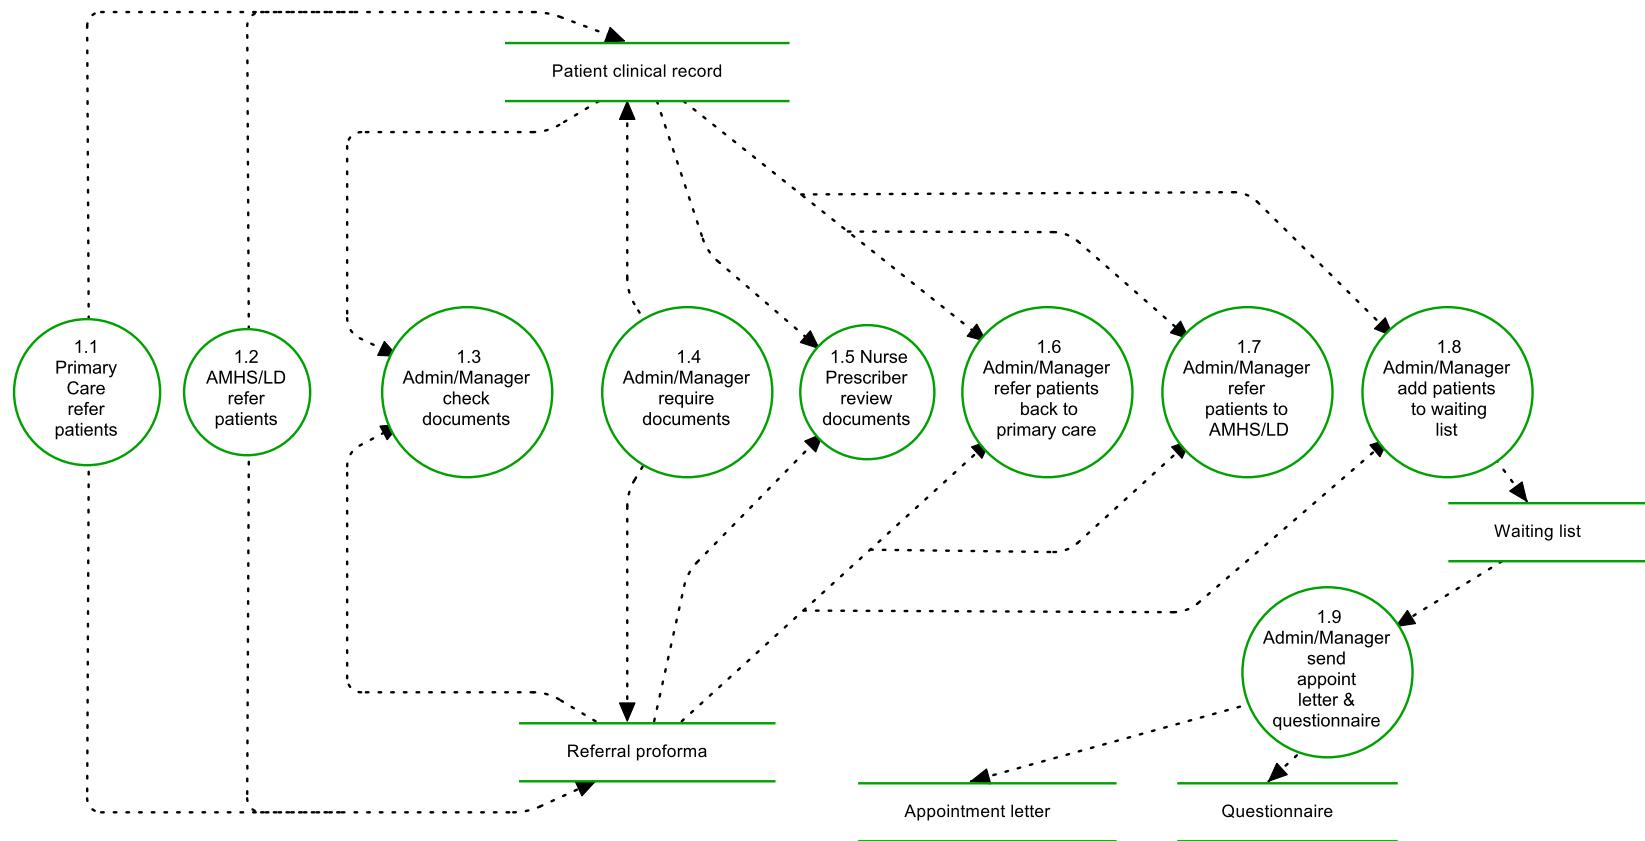 Patient clinical record
1.1
Primary
Care
refer
patients
1.2
AMHS/LD
refer
patients
1.3
Admin/Manager
check
documents
1.4
Admin/Manager
require
documents
1.5 Nurse
Prescriber
review
documents
1.6
Admin/Manager
refer patients
back to
primary care
1.7
Admin/Manager
refer
patients to
AMHS/LD
1.8
Admin/Manager
add patients
to waiting
list
Waiting list
1.9
Admin/Manager
send
appoint
letter &
questionnaire
Referral proforma
Appointment letter
Questionnaire